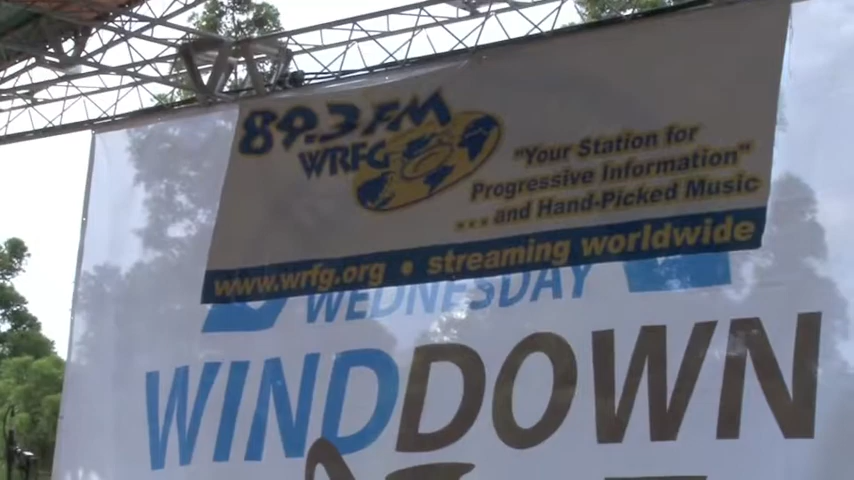 89.3 FM
WRFG
"Your Station for
Progressive Information"
... and Hand-Picked Music
www.wrfg.org • streaming worldwide
WEDNESDAY
WINDDOWN